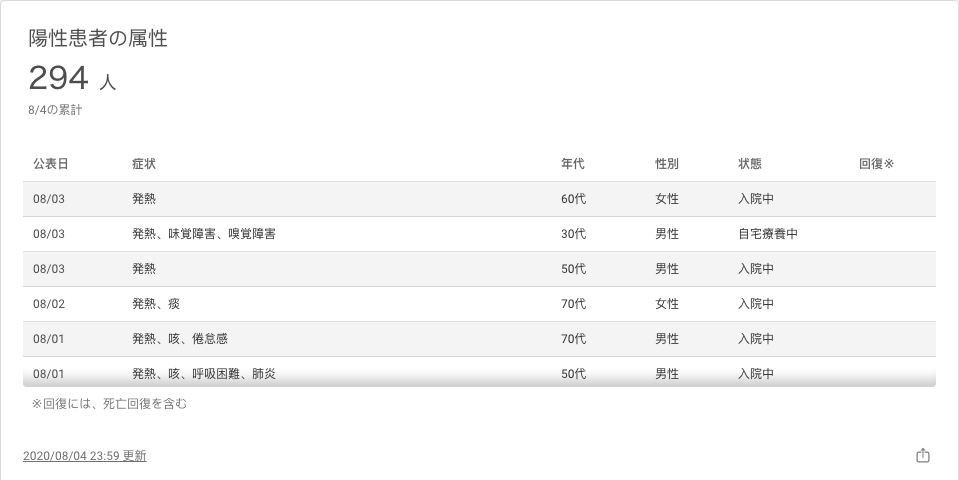 陽性患者の属性
294 人
8/4の累計
公表日 症状 年代 性別 状態 回復※
08/03 発熱 60代 女性 入院中
08/03 発熱、味覚障害、嗅覚障害 30代 男性 自宅療養中
08/03 発熱 50代 男性 入院中
08/02 発熱、痰 70代 女性 入院中
08/01 発熱、咳、倦怠感 70代 男性 入院中
08/01 発熱、咳、呼吸困難、肺炎 50代 男性 入院中
※回復には、死亡回復を含む
2020/08/04 23:59 更新